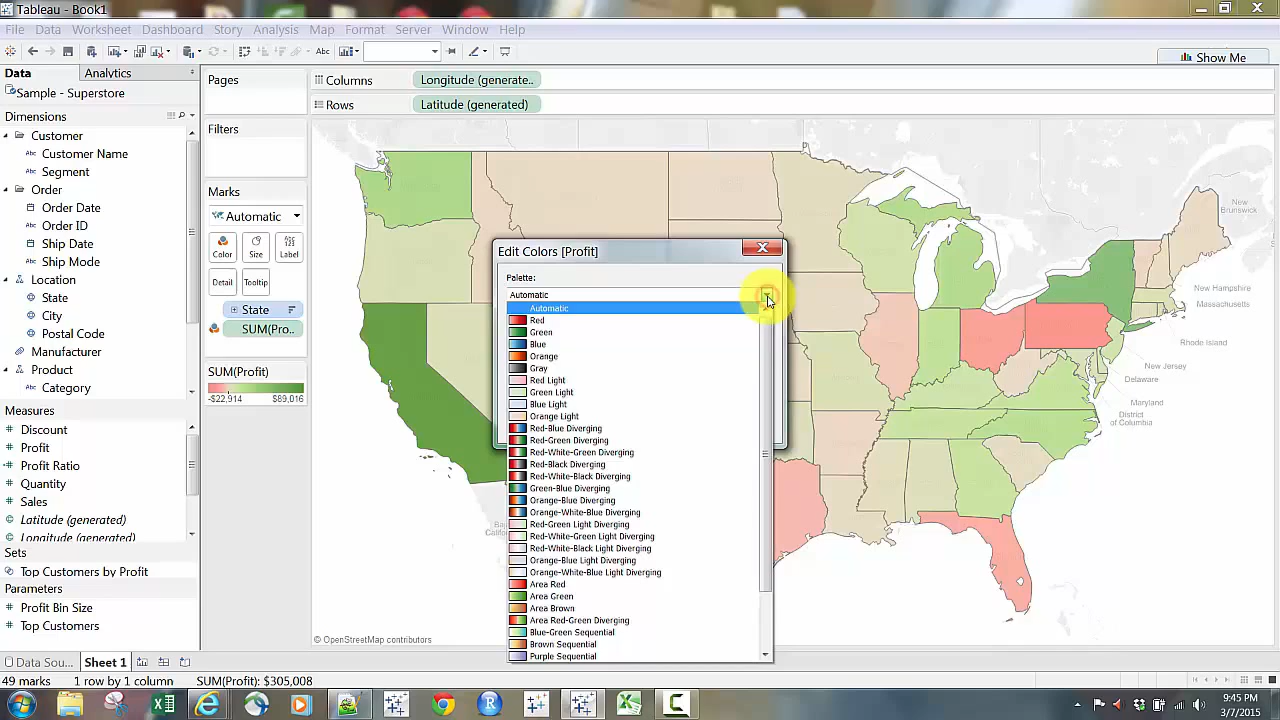 Tableau - Book1
File Data Worksheet Dashboard Story Analysis Map Format Server Window Help
Abc
Show Me
Data Analytics
Sample - Superstore
Dimensions
Customer
Abc Customer Name
Abc Segment
Order
Order Date
Abc Order ID
Ship Date
Abc Ship Mode
Location
State
City
Postal Code
Manufacturer
Product
Abc Category
Measures
# Discount
# Profit
# Profit Ratio
# Quantity
# Sales
Latitude (generated)
Longitude (generated)
Sets
Top Customers by Profit
Parameters
# Profit Bin Size
# Top Customers
Pages
Filters
Marks
Automatic
Color Size Label
Detail Tooltip
State
SUM(Pro..
SUM(Profit)
-$22,914 $89,016
Columns Longitude (generate..
Rows Latitude (generated)
Edit Colors [Profit]
Palette:
Automatic
Automatic
Red
Green
Blue
Orange
Gray
Red Light
Green Light
Blue Light
Orange Light
Red-Blue Diverging
Red-Green Diverging
Red-White-Green Diverging
Red-Black Diverging
Red-White-Black Diverging
Green-Blue Diverging
Orange-Blue Diverging
Orange-White-Blue Diverging
Red-Green Light Diverging
Red-White-Green Light Diverging
Red-White-Black Light Diverging
Orange-Blue Light Diverging
Orange-White-Blue Light Diverging
Area Red
Area Green
Area Brown
Area Red-Green Diverging
Blue-Green Sequential
Brown Sequential
Purple Sequential
New
Brunswick
New Hampshire
Massachusetts
Rhode Island
New Jersey
Delaware
Maryland
District
of Columbia
© OpenStreetMap contributors
Data Sou... Sheet 1
49 marks 1 row by 1 column SUM(Profit): $305,008
9:45 PM
3/7/2015